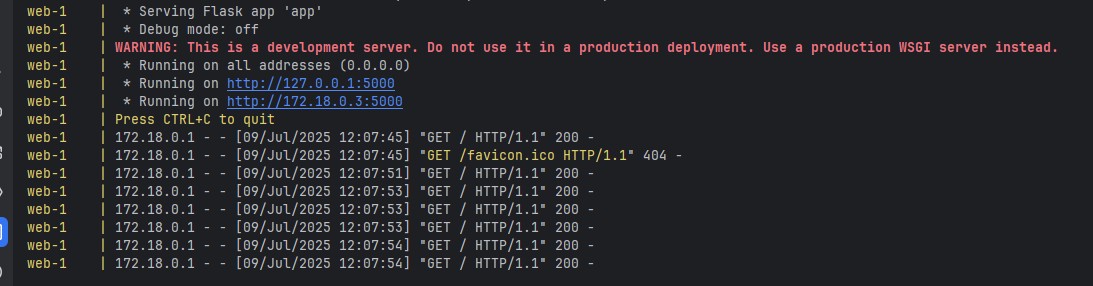 web-1 | * Serving Flask app 'app'
web-1 | * Debug mode: off
web-1 | WARNING: This is a development server. Do not use it in a production deployment. Use a production WSGI server instead.
web-1 | * Running on all addresses (0.0.0.0)
web-1 | * Running on http://127.0.0.1:5000
web-1 | * Running on http://172.18.0.3:5000
web-1 | Press CTRL+C to quit
web-1 | 172.18.0.1 - - [09/Jul/2025 12:07:45] "GET / HTTP/1.1" 200 -
web-1 | 172.18.0.1 - - [09/Jul/2025 12:07:45] "GET /favicon.ico HTTP/1.1" 404 -
web-1 | 172.18.0.1 - - [09/Jul/2025 12:07:51] "GET / HTTP/1.1" 200 -
web-1 | 172.18.0.1 - - [09/Jul/2025 12:07:53] "GET / HTTP/1.1" 200 -
web-1 | 172.18.0.1 - - [09/Jul/2025 12:07:53] "GET / HTTP/1.1" 200 -
web-1 | 172.18.0.1 - - [09/Jul/2025 12:07:53] "GET / HTTP/1.1" 200 -
web-1 | 172.18.0.1 - - [09/Jul/2025 12:07:54] "GET / HTTP/1.1" 200 -
web-1 | 172.18.0.1 - - [09/Jul/2025 12:07:54] "GET / HTTP/1.1" 200 -